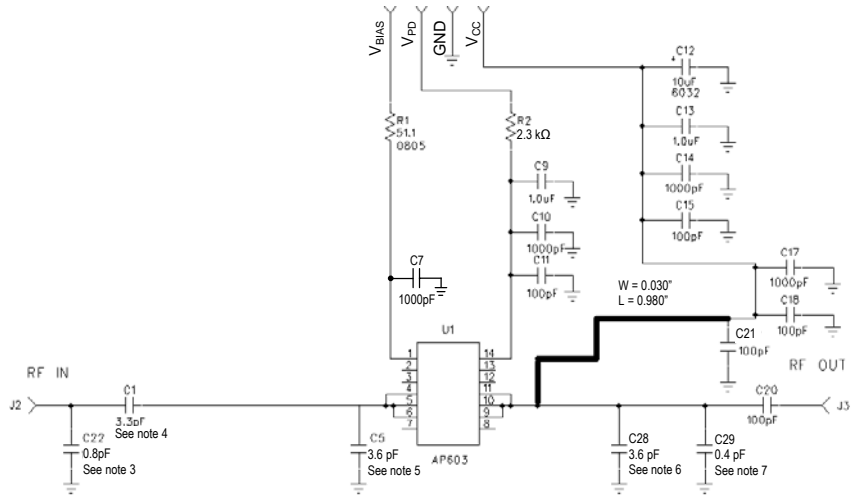 V_BIAS
V_PD
GND
V_CC
C12
+
10uF
6032
R1
51.1
0805
R2
2.3 kΩ
C13
1.0uF
C14
1000pF
C9
1.0uF
C15
100pF
C10
1000pF
C7
1000pF
C11
100pF
C17
1000pF
W = 0.030"
L = 0.980"
C18
100pF
U1
C21
100pF
1
2
3
4
5
6
7
14
13
12
11
10
9
8
RF IN
RF OUT
J2
C1
3.3pF
See note 4
C20
100pF
J3
C22
0.8pF
See note 3
C5
3.6 pF
See note 5
AP603
C28
3.6 pF
See note 6
C29
0.4 pF
See note 7